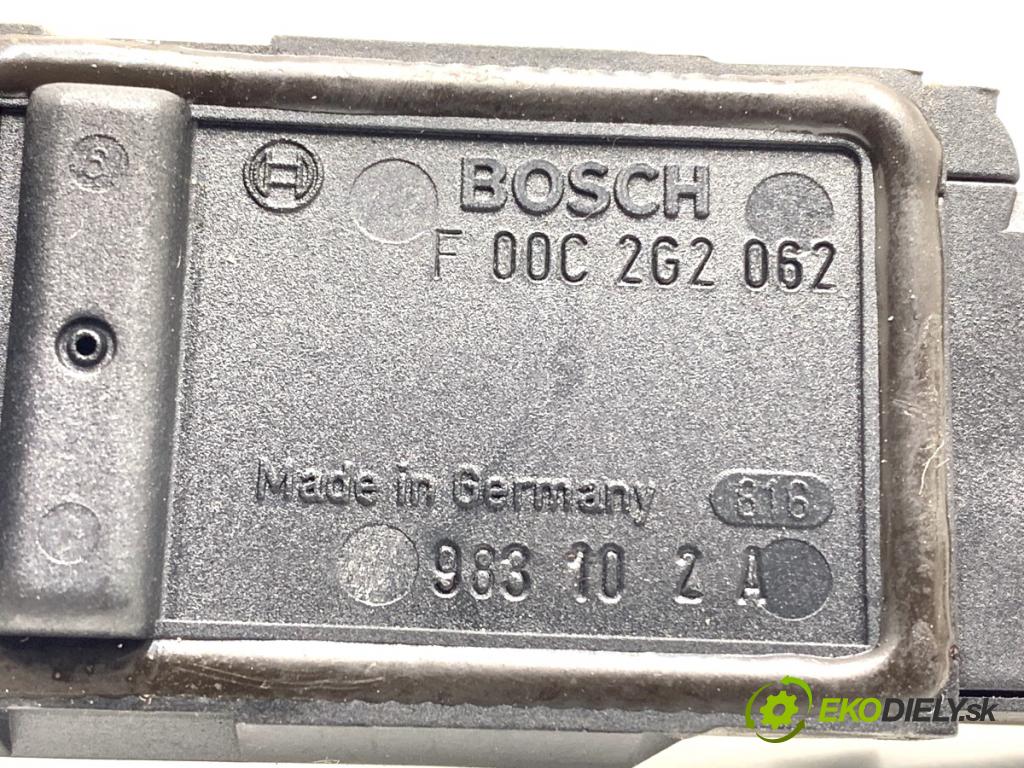 BOSCH
F 00C 2G2 062
Made in Germany 816
983 10 2 A
EKODIELY.sk